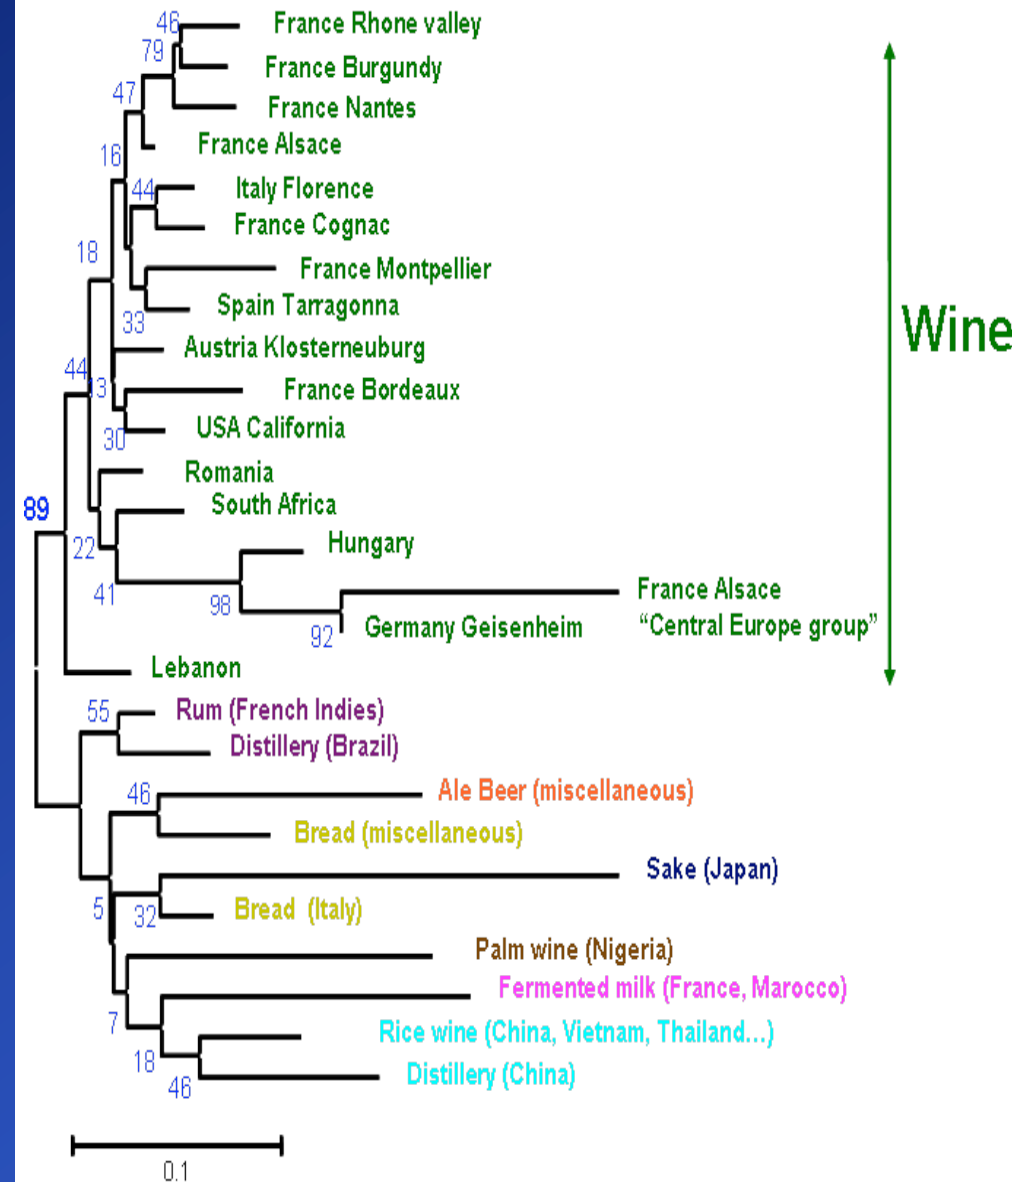 46
France Rhone valley
79
France Burgundy
47
France Nantes
France Alsace
16
44
Italy Florence
France Cognac
18
France Montpellier
Spain Tarragonna
33
Wine
Austria Klosterneuburg
44
13
France Bordeaux
USA California
30
Romania
89
South Africa
22
Hungary
41
98
France Alsace
"Central Europe group"
92
Germany Geisenheim
Lebanon
55
Rum (French Indies)
Distillery (Brazil)
46
Ale Beer (miscellaneous)
Bread (miscellaneous)
Sake (Japan)
5
32
Bread (Italy)
Palm wine (Nigeria)
Fermented milk (France, Marocco)
7
Rice wine (China, Vietnam, Thailand...)
18
46
Distillery (China)
0.1